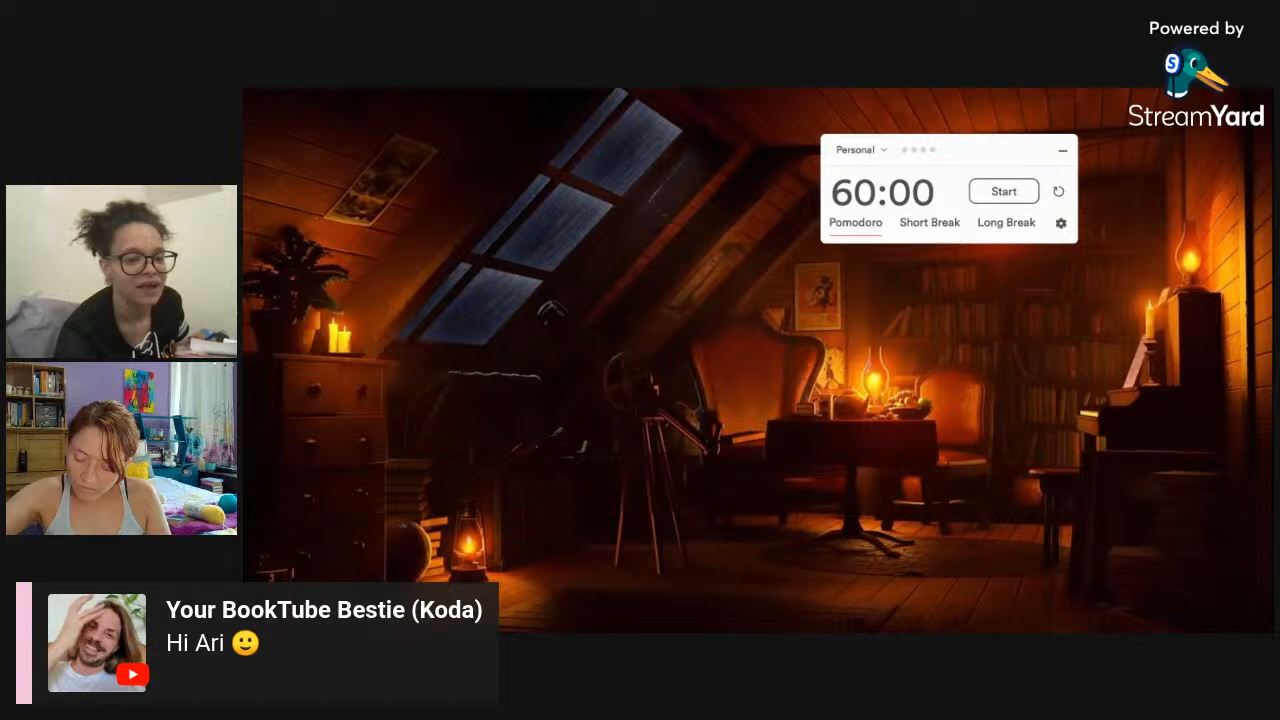 Powered by
StreamYard
Personal
60:00
Start
Pomodoro
Short Break
Long Break
Your BookTube Bestie (Koda)
Hi Ari 🙂